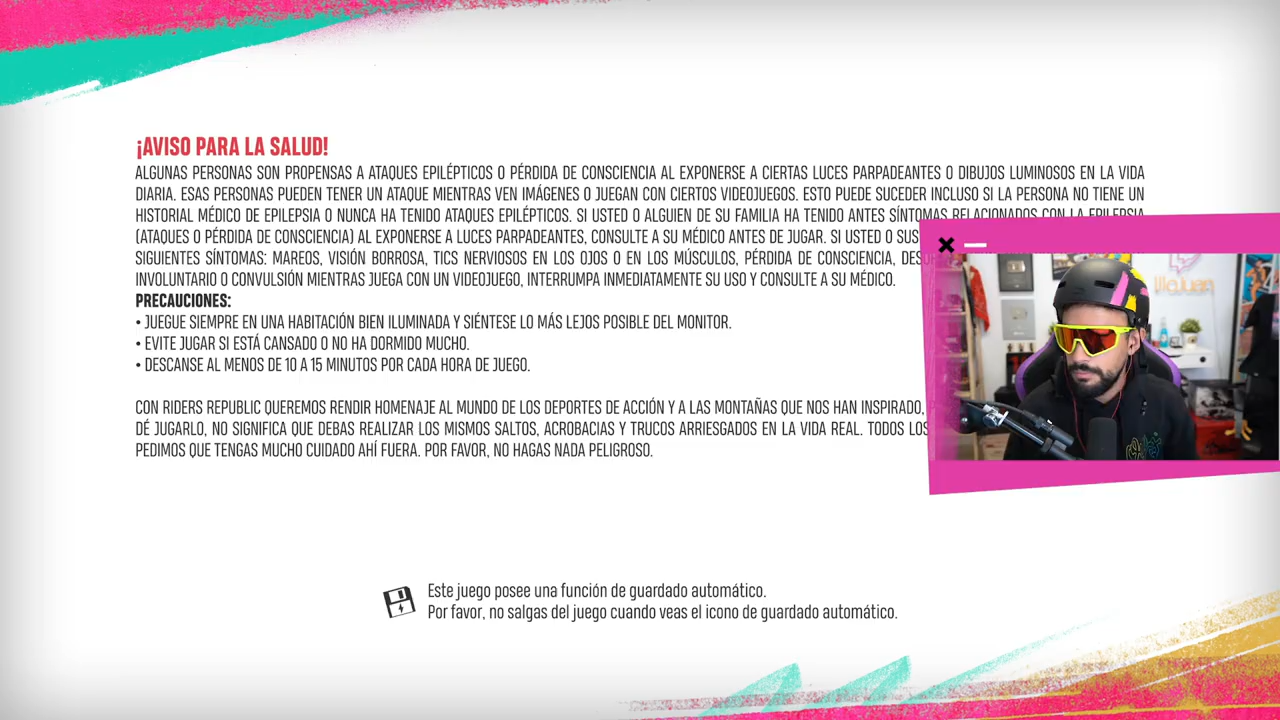 ¡AVISO PARA LA SALUD!
ALGUNAS PERSONAS SON PROPENSAS A ATAQUES EPILÉPTICOS O PÉRDIDA DE CONSCIENCIA AL EXPONERSE A CIERTAS LUCES PARPADEANTES O DIBUJOS LUMINOSOS EN LA VIDA
DIARIA. ESAS PERSONAS PUEDEN TENER UN ATAQUE MIENTRAS VEN IMÁGENES O JUEGAN CON CIERTOS VIDEOJUEGOS. ESTO PUEDE SUCEDER INCLUSO SI LA PERSONA NO TIENE UN
HISTORIAL MÉDICO DE EPILEPSIA O NUNCA HA TENIDO ATAQUES EPILÉPTICOS. SI USTED O ALGUIEN DE SU FAMILIA HA TENIDO ANTES SÍNTOMAS RELACIONADOS CON LA EPILEPSIA
(ATAQUES O PÉRDIDA DE CONSCIENCIA) AL EXPONERSE A LUCES PARPADEANTES, CONSULTE A SU MÉDICO ANTES DE JUGAR. SI USTED O SUS
SIGUIENTES SÍNTOMAS: MAREOS, VISIÓN BORROSA, TICS NERVIOSOS EN LOS OJOS O EN LOS MÚSCULOS, PÉRDIDA DE CONSCIENCIA,
INVOLUNTARIO O CONVULSIÓN MIENTRAS JUEGA CON UN VIDEOJUEGO, INTERRUMPA INMEDIATAMENTE SU USO Y CONSULTE A SU MÉDICO.
PRECAUCIONES:
• JUEGUE SIEMPRE EN UNA HABITACIÓN BIEN ILUMINADA Y SIÉNTESE LO MÁS LEJOS POSIBLE DEL MONITOR.
• EVITE JUGAR SI ESTÁ CANSADO O NO HA DORMIDO MUCHO.
• DESCANSE AL MENOS DE 10 A 15 MINUTOS POR CADA HORA DE JUEGO.
CON RIDERS REPUBLIC QUEREMOS RENDIR HOMENAJE AL MUNDO DE LOS DEPORTES DE ACCIÓN Y A LAS MONTAÑAS QUE NOS HAN INSPIRADO,
DÉ JUGARLO, NO SIGNIFICA QUE DEBAS REALIZAR LOS MISMOS SALTOS, ACROBACIAS Y TRUCOS ARRIESGADOS EN LA VIDA REAL. TODOS LOS
PEDIMOS QUE TENGAS MUCHO CUIDADO AHÍ FUERA. POR FAVOR, NO HAGAS NADA PELIGROSO.
Este juego posee una función de guardado automático.
Por favor, no salgas del juego cuando veas el icono de guardado automático.